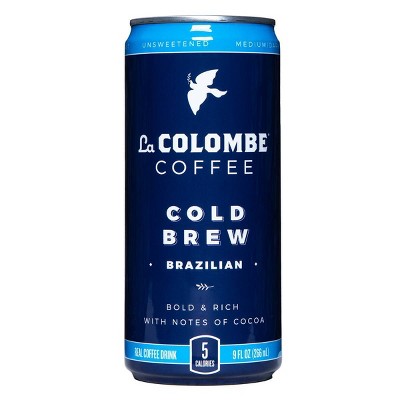 UNSWEETENED MEDIUM
La COLOMBE®
COFFEE
COLD
BREW
• BRAZILIAN •
BOLD & RICH
WITH NOTES OF COCOA
REAL COFFEE DRINK
5
CALORIES
9 FL OZ (266 mL)